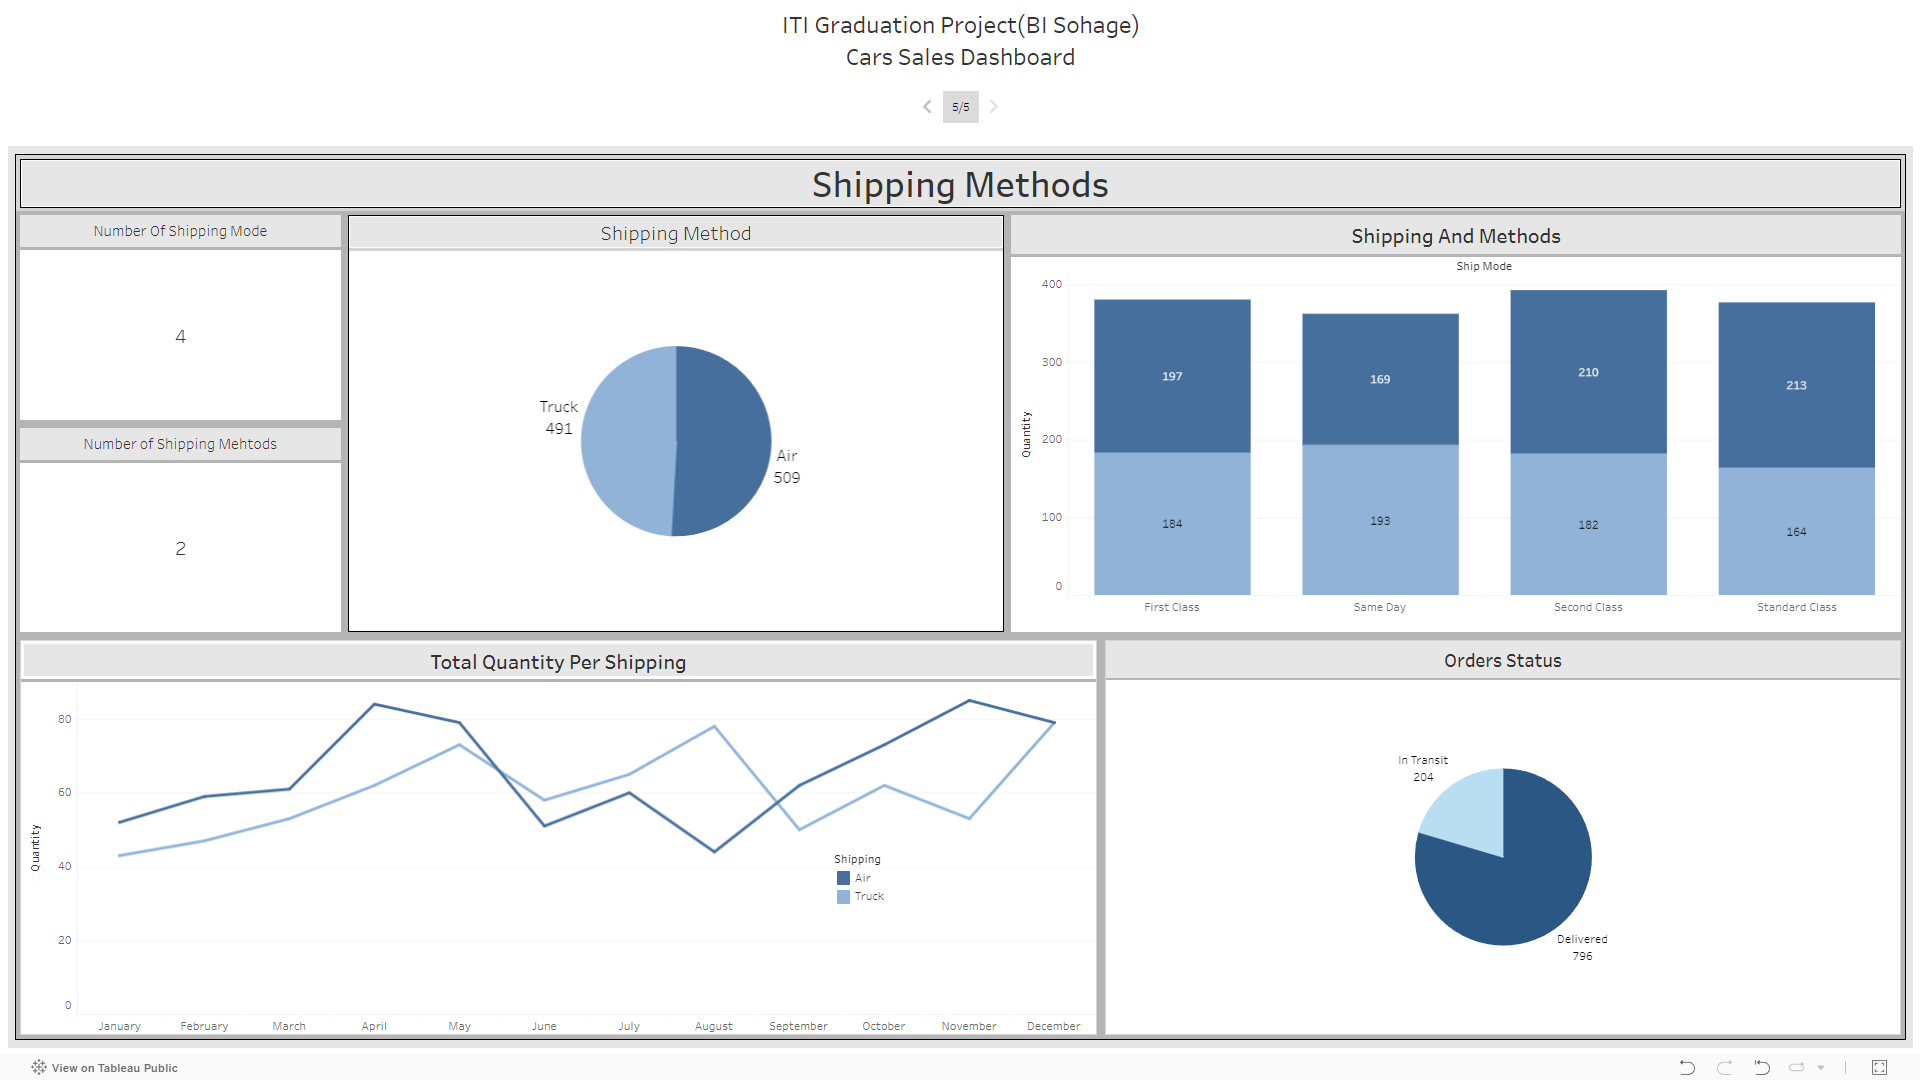 ITI Graduation Project(BI Sohage)
Cars Sales Dashboard
5/5
Shipping Methods
Number Of Shipping Mode
4
Number of Shipping Mehtods
2
Shipping Method
Truck
491
Air
509
Shipping And Methods
Ship Mode
Quantity
400
300
200
100
0
197
169
210
213
184
193
182
164
First Class
Same Day
Second Class
Standard Class
Total Quantity Per Shipping
Quantity
80
60
40
20
0
Shipping
Air
Truck
January
February
March
April
May
June
July
August
September
October
November
December
Orders Status
In Transit
204
Delivered
796
View on Tableau Public